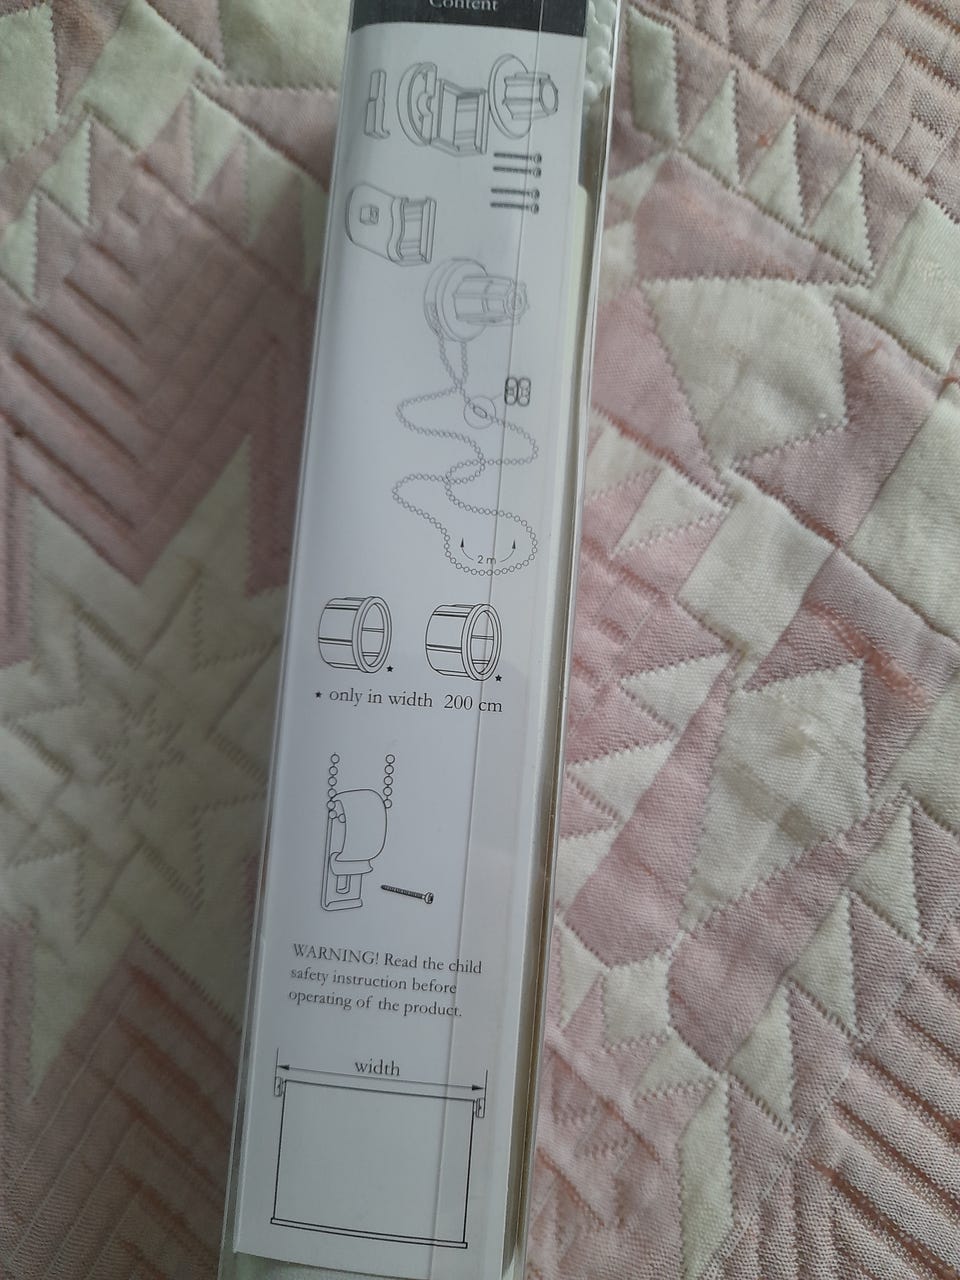 Content
2 m
★ only in width 200 cm
WARNING! Read the child
safety instruction before
operating of the product.
width